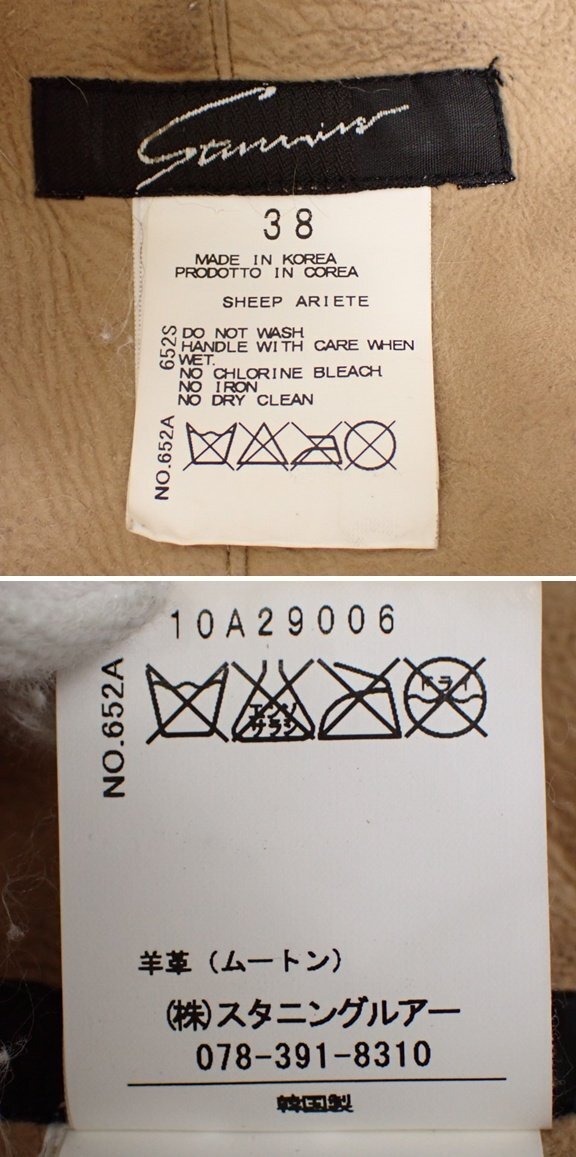 38
MADE IN KOREA
PRODOTTO IN COREA
SHEEP ARIETE
DO NOT WASH
HANDLE WITH CARE WHEN
WET.
NO CHLORINE BLEACH
NO IRON
NO DRY CLEAN
NO.652A 652S
10A29006
NO.652A
エンソ
サラシ
ドライ
羊革（ムートン）
(株)スタニングルアー
078-391-8310
韓国製